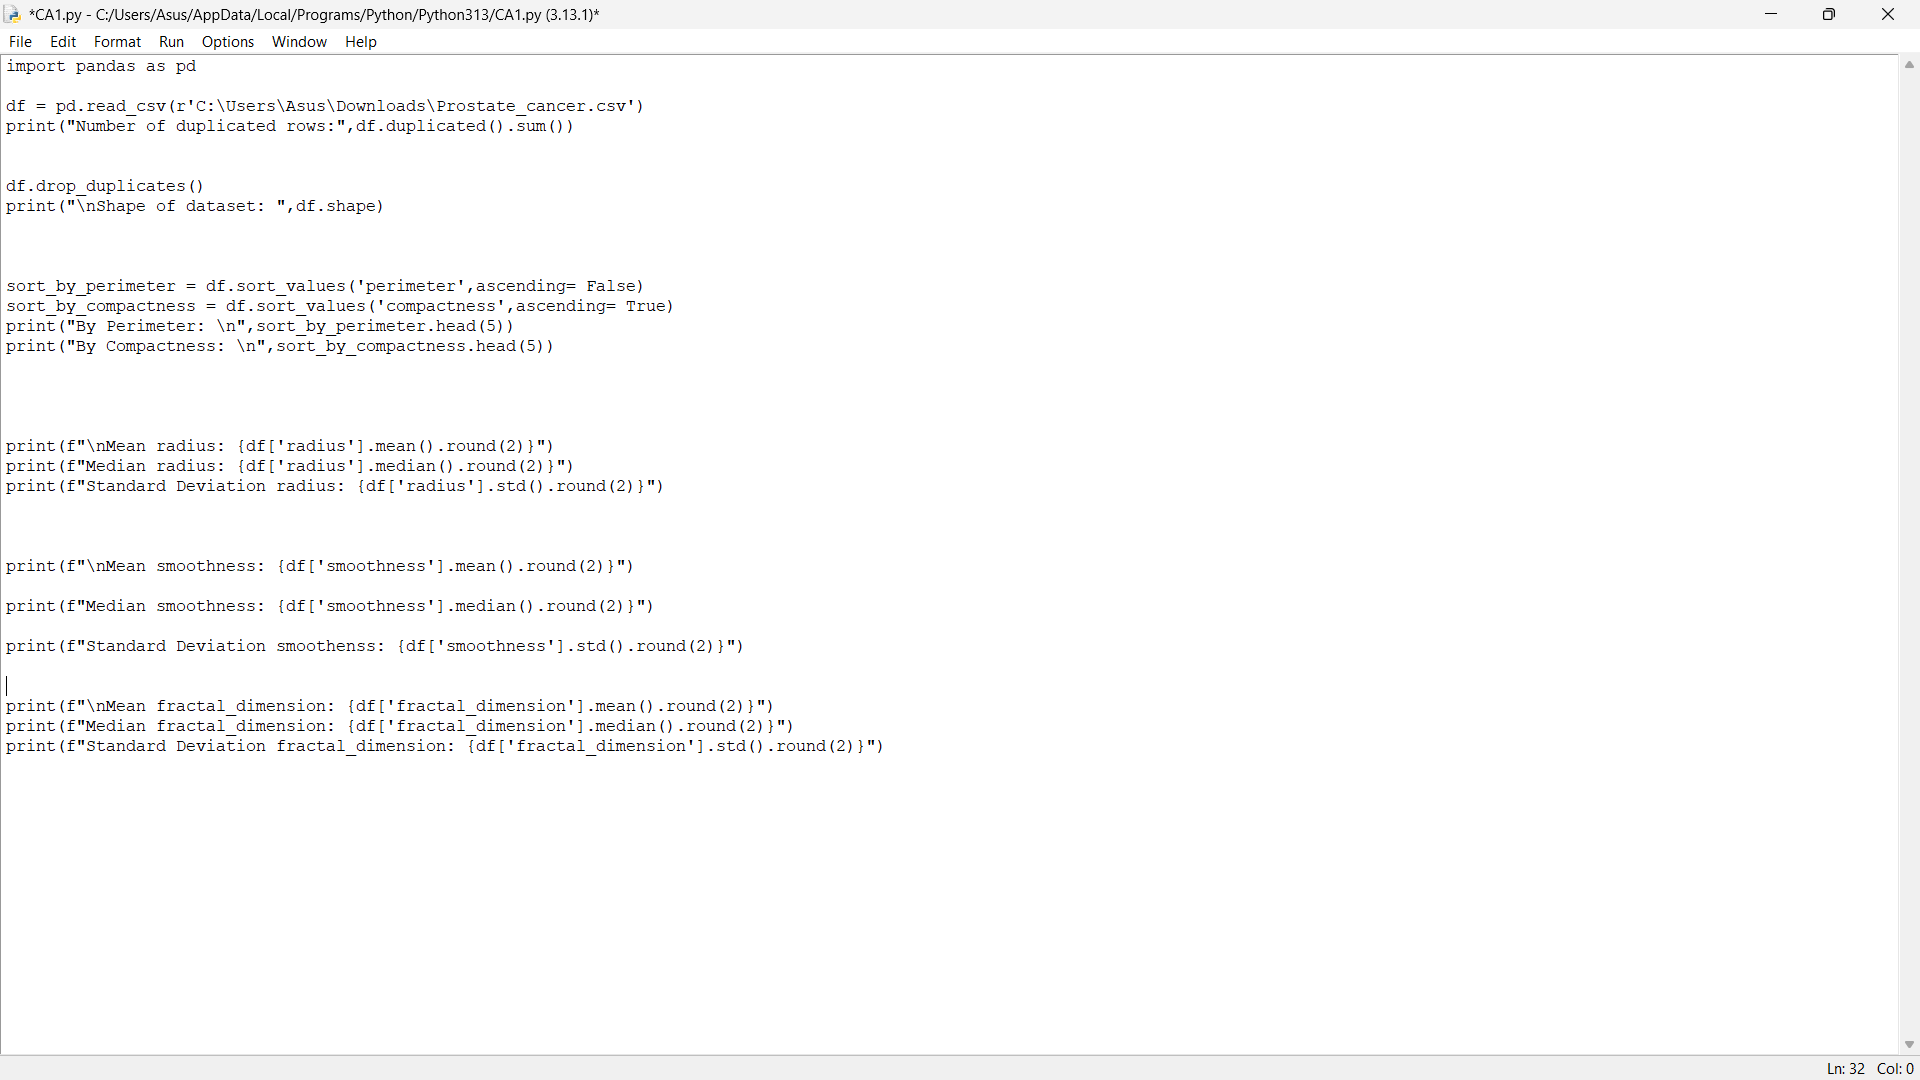 *CA1.py - C:/Users/Asus/AppData/Local/Programs/Python/Python313/CA1.py (3.13.1)*
File Edit Format Run Options Window Help
import pandas as pd
df = pd.read_csv(r'C:\Users\Asus\Downloads\Prostate_cancer.csv')
print("Number of duplicated rows:",df.duplicated().sum())
df.drop_duplicates()
print("\nShape of dataset: ",df.shape)
sort_by_perimeter = df.sort_values('perimeter',ascending= False)
sort_by_compactness = df.sort_values('compactness',ascending= True)
print("By Perimeter: \n",sort_by_perimeter.head(5))
print("By Compactness: \n",sort_by_compactness.head(5))
print(f"\nMean radius: {df['radius'].mean().round(2)}")
print(f"Median radius: {df['radius'].median().round(2)}")
print(f"Standard Deviation radius: {df['radius'].std().round(2)}")
print(f"\nMean smoothness: {df['smoothness'].mean().round(2)}")
print(f"Median smoothness: {df['smoothness'].median().round(2)}")
print(f"Standard Deviation smoothenss: {df['smoothness'].std().round(2)}")
print(f"\nMean fractal_dimension: {df['fractal_dimension'].mean().round(2)}")
print(f"Median fractal_dimension: {df['fractal_dimension'].median().round(2)}")
print(f"Standard Deviation fractal_dimension: {df['fractal_dimension'].std().round(2)}")
Ln: 32 Col: 0